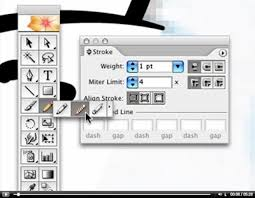 Stroke
Weight: 1 pt
Miter Limit: 4
Align Stroke:
d Line
dash gap dash gap dash gap